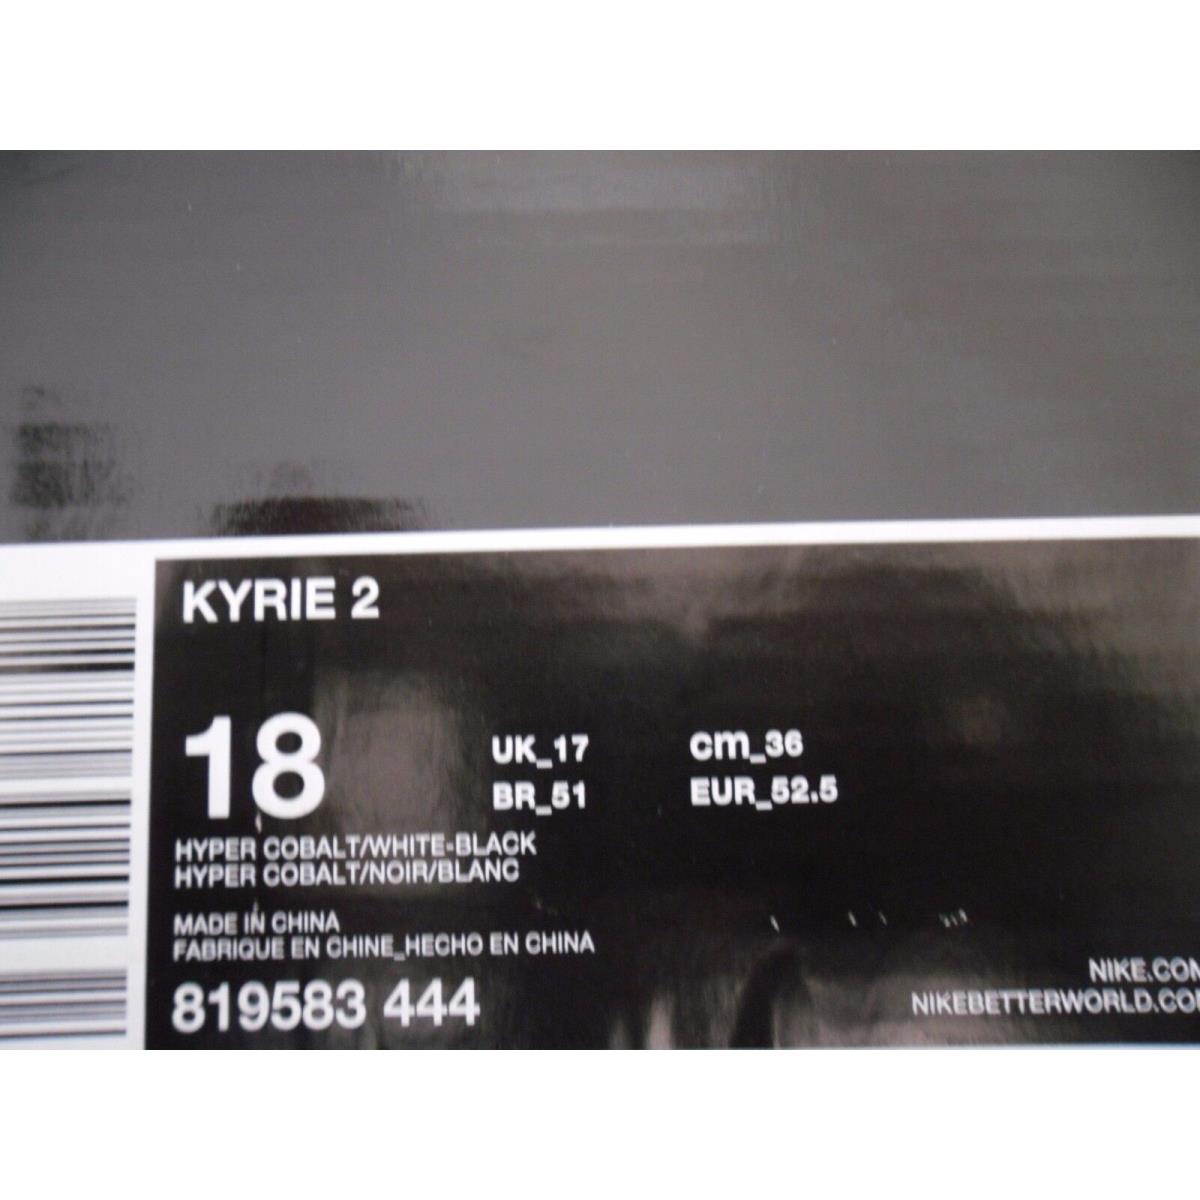 KYRIE 2
18
UK_17
cm_36
BR_51
EUR_52.5
HYPER COBALT/WHITE-BLACK
HYPER COBALT/NOIR/BLANC
MADE IN CHINA
FABRIQUE EN CHINE_HECHO EN CHINA
819583 444
NIKE.COM
NIKEBETTERWORLD.COM